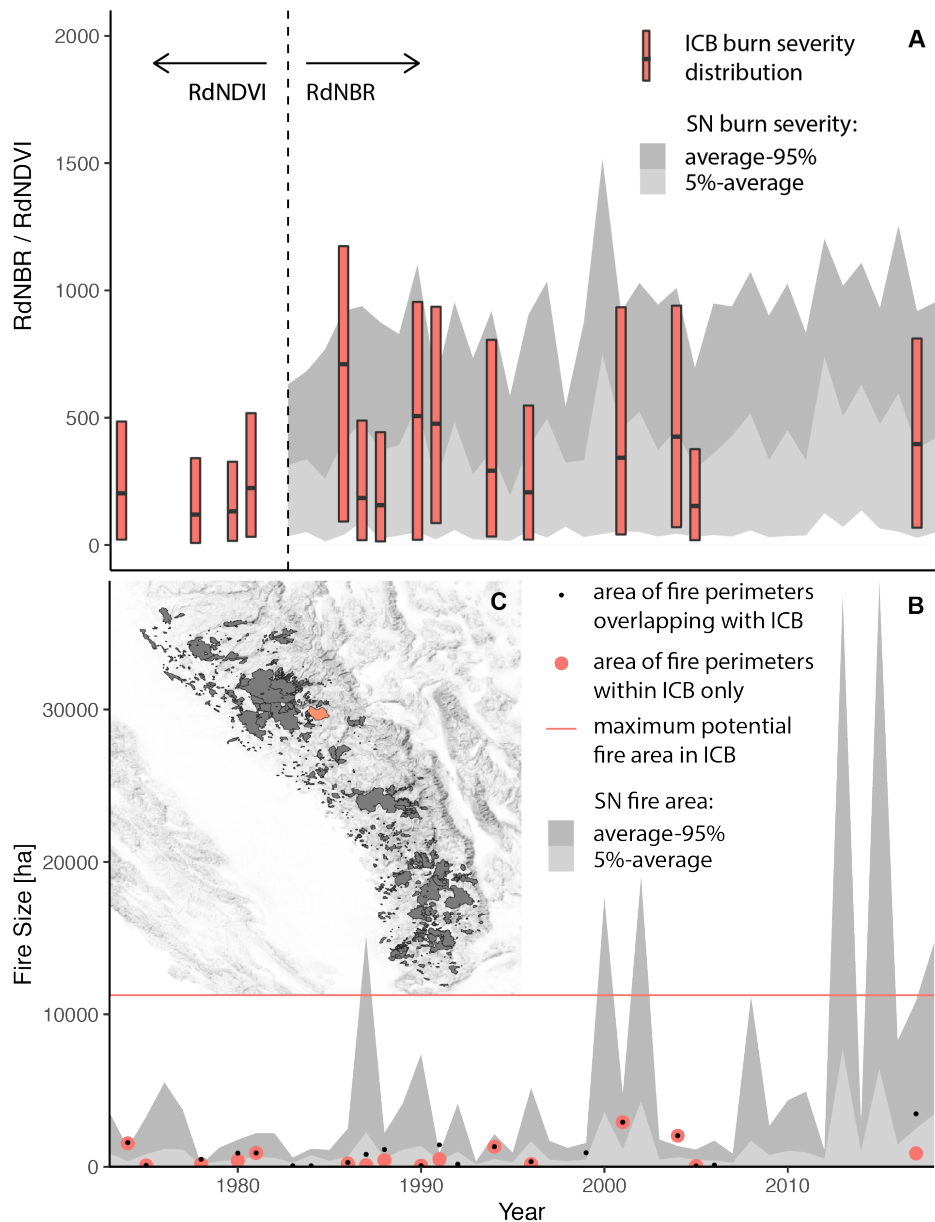 2000
1500
1000
500
0
RdNBR / RdNDVI
RdNDVI
RdNBR
A
ICB burn severity
distribution
SN burn severity:
average-95%
5%-average
C
B
area of fire perimeters
overlapping with ICB
area of fire perimeters
within ICB only
maximum potential
fire area in ICB
SN fire area:
average-95%
5%-average
30000
20000
10000
0
Fire Size [ha]
1980
1990
2000
2010
Year